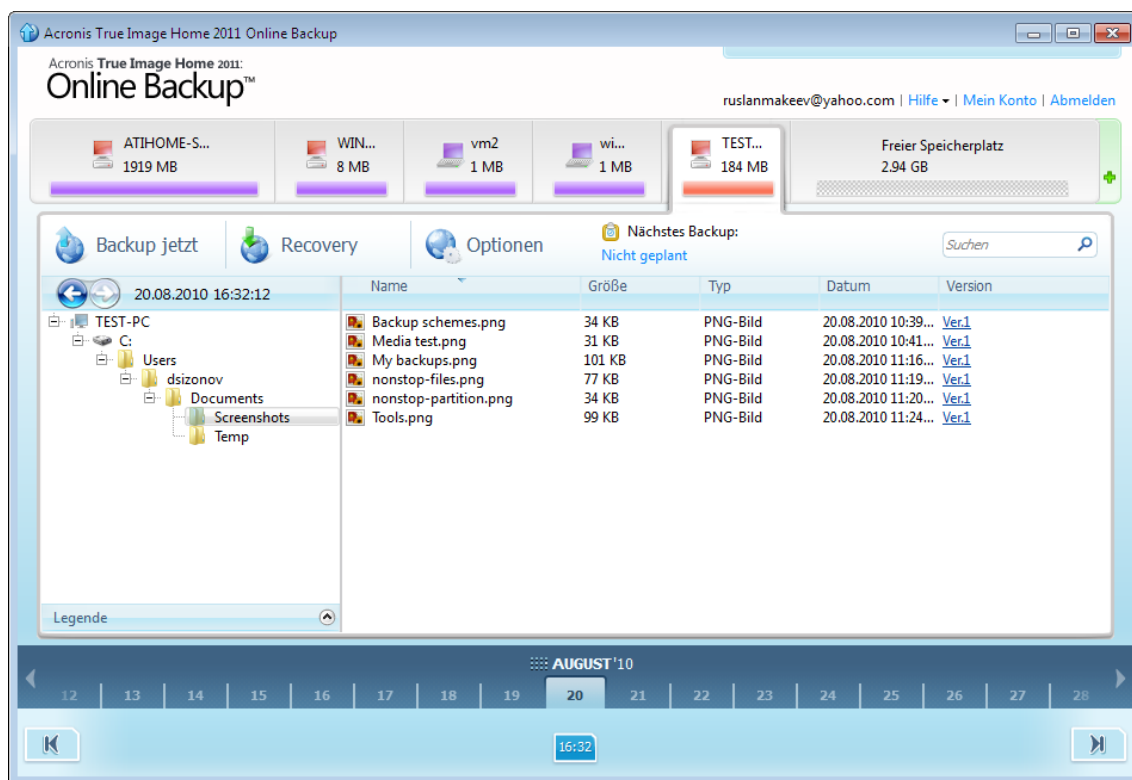 Acronis True Image Home 2011 Online Backup
Acronis True Image Home 2011:
Online Backup™
ruslanmakeev@yahoo.com | Hilfe | Mein Konto | Abmelden
ATIHOME-S...
1919 MB
WIN...
8 MB
vm2
1 MB
wi...
1 MB
TEST...
184 MB
Freier Speicherplatz
2.94 GB
Backup jetzt
Recovery
Optionen
Nächstes Backup:
Nicht geplant
Suchen
20.08.2010 16:32:12
TEST-PC
C:
Users
dsizonov
Documents
Screenshots
Temp
Legende
Name Größe Typ Datum Version
Backup schemes.png 34 KB PNG-Bild 20.08.2010 10:39... Ver.1
Media test.png 31 KB PNG-Bild 20.08.2010 10:41... Ver.1
My backups.png 101 KB PNG-Bild 20.08.2010 11:16... Ver.1
nonstop-files.png 77 KB PNG-Bild 20.08.2010 11:19... Ver.1
nonstop-partition.png 34 KB PNG-Bild 20.08.2010 11:20... Ver.1
Tools.png 99 KB PNG-Bild 20.08.2010 11:24... Ver.1
AUGUST'10
12 13 14 15 16 17 18 19 20 21 22 23 24 25 26 27 28
16:32